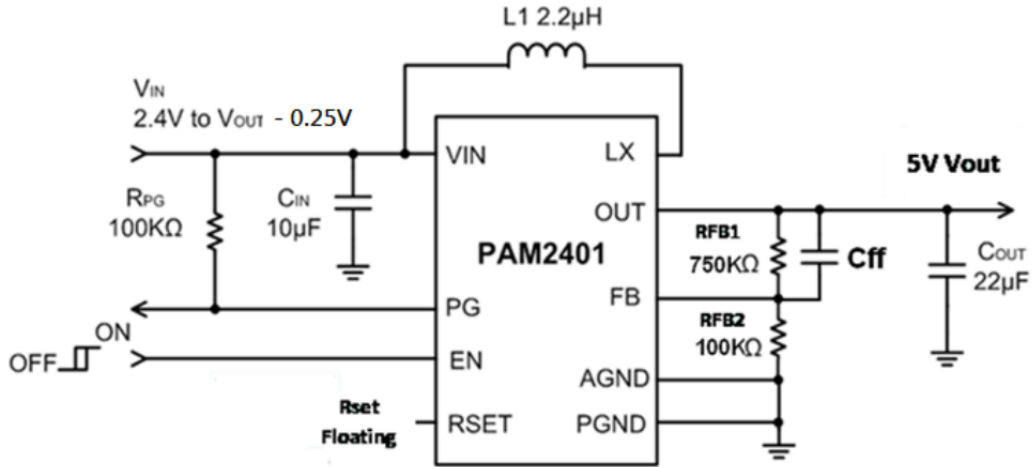 L1 2.2µH
VIN
2.4V to VOUT - 0.25V
RPG
100KΩ
CIN
10µF
VIN
LX
OUT
PAM2401
FB
PG
EN
AGND
RSET
PGND
5V Vout
RFB1
750KΩ
Cff
COUT
22µF
RFB2
100KΩ
ON
OFF
Rset
Floating